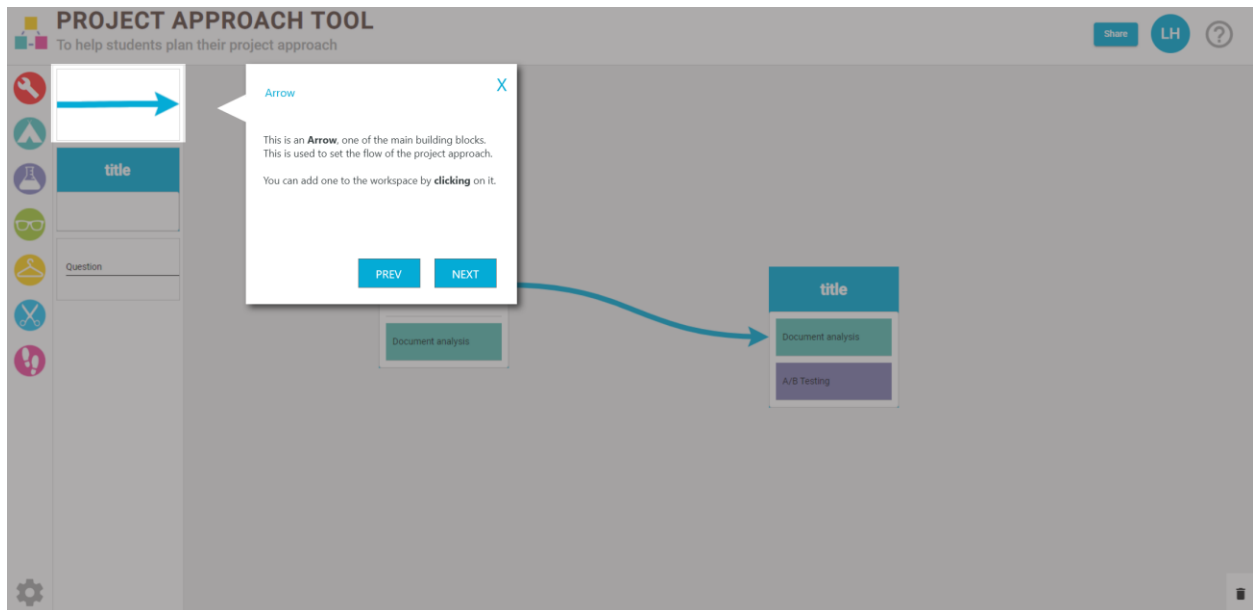 PROJECT APPROACH TOOL
To help students plan their project approach
Share
LH
?
Arrow
X
This is an Arrow, one of the main building blocks.
This is used to set the flow of the project approach.
You can add one to the workspace by clicking on it.
PREV
NEXT
title
Question
Document analysis
title
Document analysis
A/B Testing